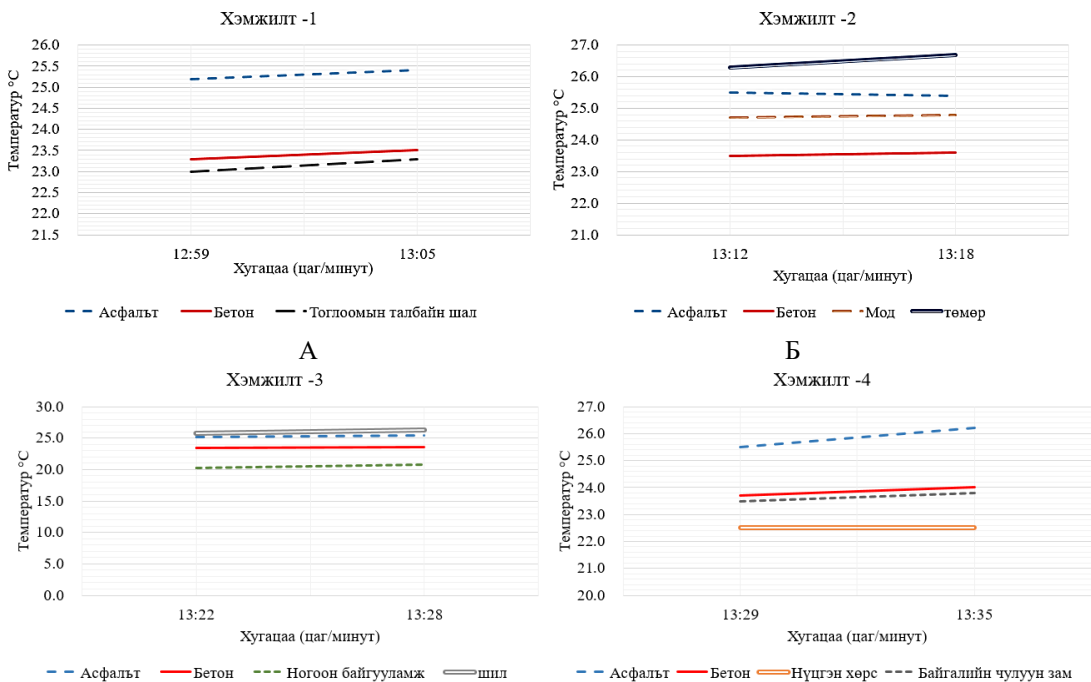 Хэмжилт -1
26.0
25.5
25.0
24.5
24.0
23.5
23.0
22.5
22.0
21.5
Температур °C
12:59 13:05
Хугацаа (цаг/минут)
Асфальт Бетон Тоглоомын талбайн шал
А
Хэмжилт -2
27.0
26.0
25.0
24.0
23.0
22.0
21.0
Температур °C
13:12 13:18
Хугацаа (цаг/минут)
Асфальт Бетон Мод төмөр
Б
Хэмжилт -3
30.0
25.0
20.0
15.0
10.0
5.0
0.0
Температур °C
13:22 13:28
Хугацаа (цаг/минут)
Асфальт Бетон Ногоон байгууламж шил
Хэмжилт -4
27.0
26.0
25.0
24.0
23.0
22.0
21.0
20.0
Температур °C
13:29 13:35
Хугацаа (цаг/минут)
Асфальт Бетон Нүцгэн хөрс Байгалийн чулуун зам